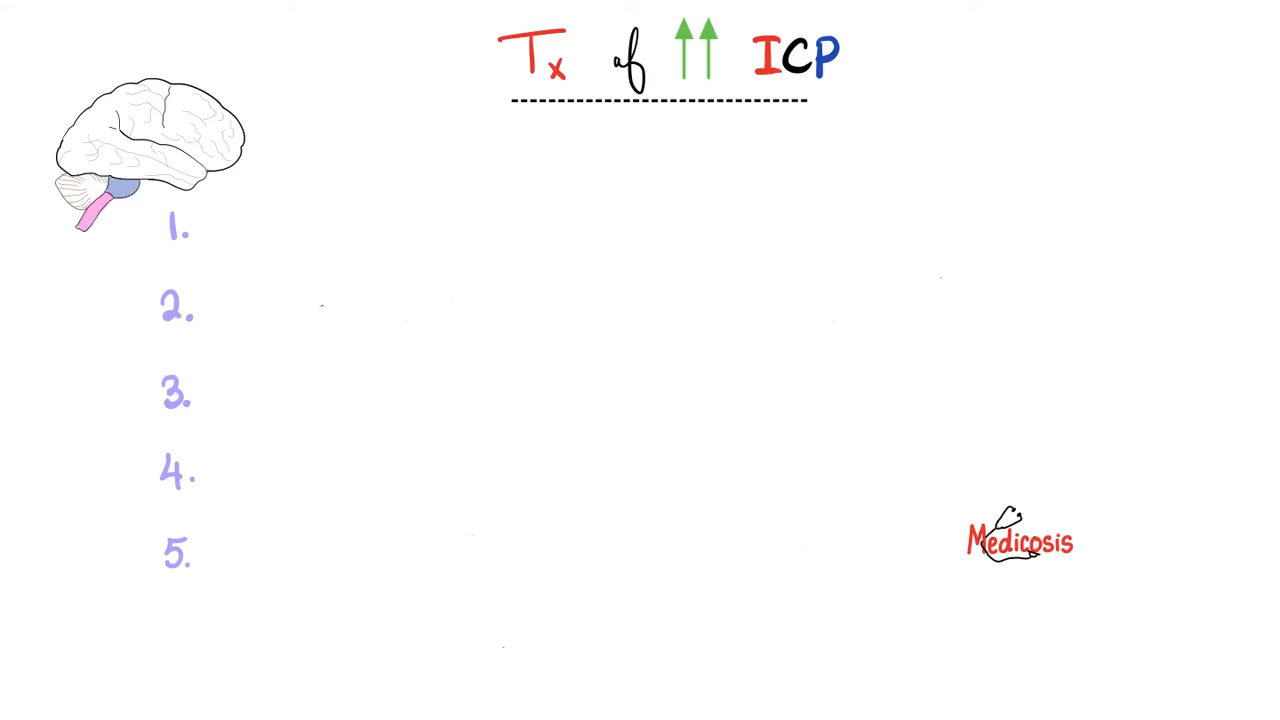 Tx of ↑↑ ICP
1.
2.
3.
4.
5.
Medicosis